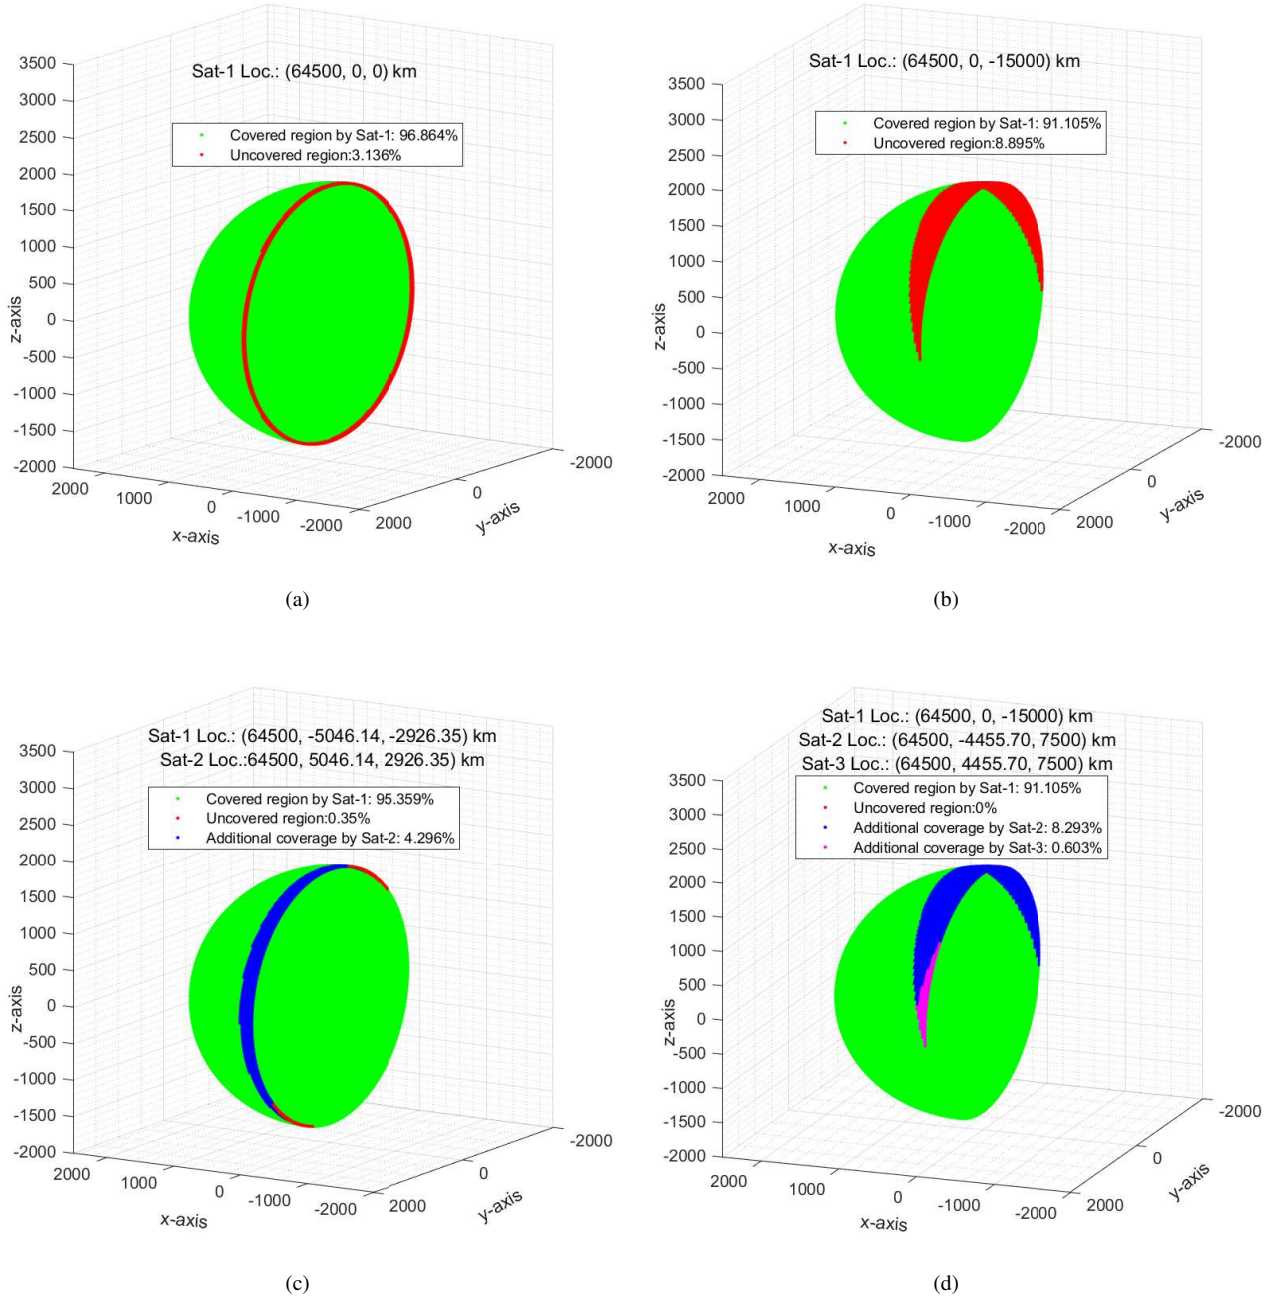 Sat-1 Loc.: (64500, 0, 0) km
Covered region by Sat-1: 96.864%
Uncovered region:3.136%
3500
3000
2500
2000
1500
1000
500
0
-500
-1000
-1500
-2000
z-axis
2000
1000
0
-1000
-2000
x-axis
2000
0
-2000
y-axis
(a)
Sat-1 Loc.: (64500, 0, -15000) km
Covered region by Sat-1: 91.105%
Uncovered region:8.895%
3500
3000
2500
2000
1500
1000
500
0
-500
-1000
-1500
-2000
z-axis
2000
1000
0
-1000
-2000
x-axis
2000
0
-2000
y-axis
(b)
Sat-1 Loc.: (64500, -5046.14, -2926.35) km
Sat-2 Loc.:64500, 5046.14, 2926.35) km
Covered region by Sat-1: 95.359%
Uncovered region:0.35%
Additional coverage by Sat-2: 4.296%
3500
3000
2500
2000
1500
1000
500
0
-500
-1000
-1500
-2000
z-axis
2000
1000
0
-1000
-2000
x-axis
2000
0
-2000
y-axis
(c)
Sat-1 Loc.: (64500, 0, -15000) km
Sat-2 Loc.: (64500, -4455.70, 7500) km
Sat-3 Loc.: (64500, 4455.70, 7500) km
Covered region by Sat-1: 91.105%
Uncovered region:0%
Additional coverage by Sat-2: 8.293%
Additional coverage by Sat-3: 0.603%
3500
3000
2500
2000
1500
1000
500
0
-500
-1000
-1500
-2000
z-axis
2000
1000
0
-1000
-2000
x-axis
2000
0
-2000
y-axis
(d)